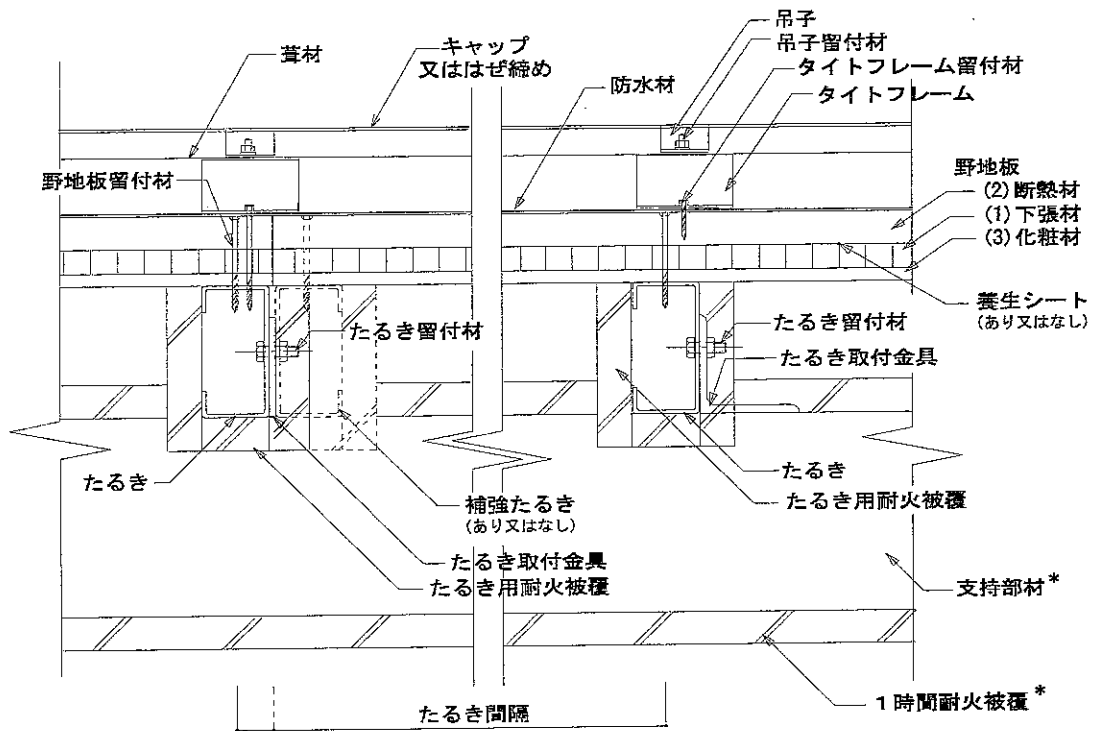 吊子
キャップ
又ははぜ締め
吊子留付材
葺材
タイトフレーム留付材
防水材
タイトフレーム
野地板
野地板留付材
(2) 断熱材
(1) 下張材
(3) 化粧材
養生シート
(あり又はなし)
たるき留付材
たるき留付材
たるき取付金具
たるき
たるき
補強たるき
(あり又はなし)
たるき用耐火被覆
たるき取付金具
たるき用耐火被覆
支持部材*
1時間耐火被覆*
たるき間隔